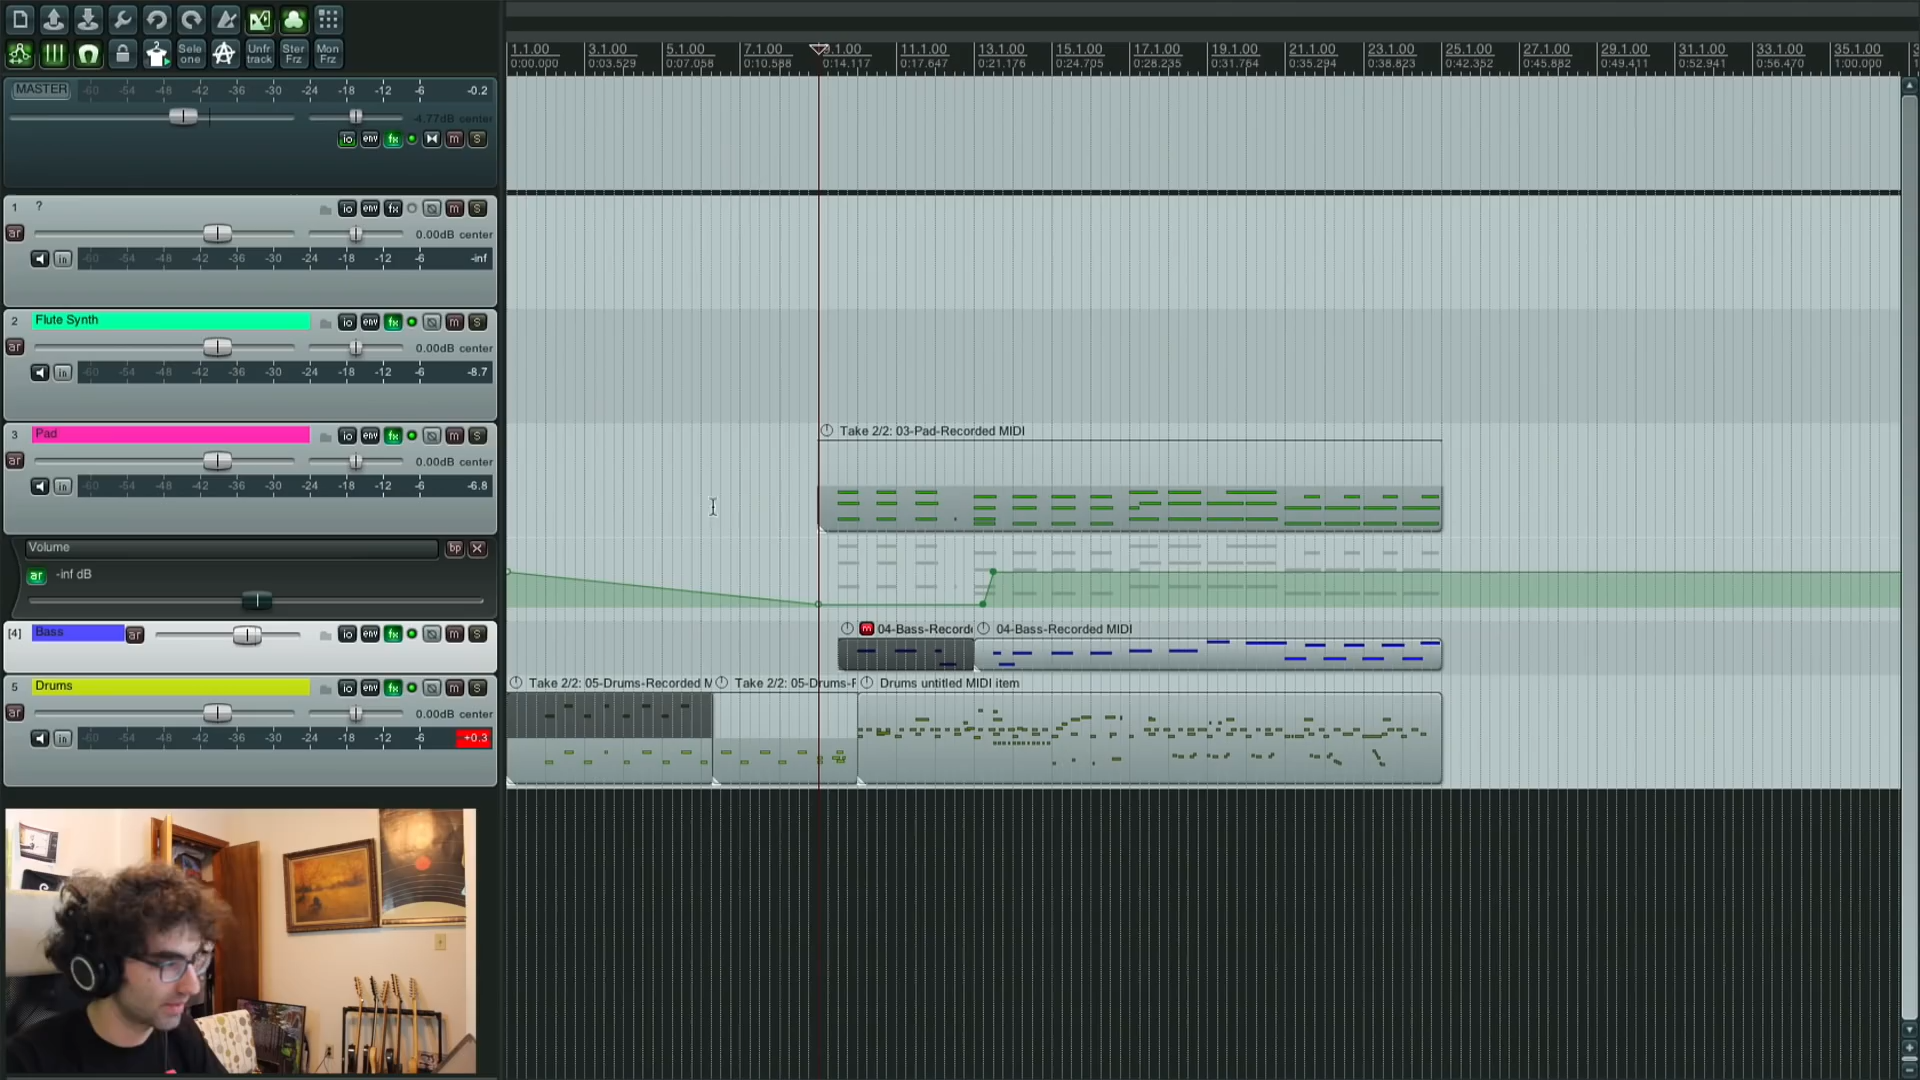 Sele one
Unfr track
Ster Frz
Mon Frz
1.1.00 3.1.00 5.1.00 7.1.00 9.1.00 11.1.00 13.1.00 15.1.00 17.1.00 19.1.00 21.1.00 23.1.00 25.1.00 27.1.00 29.1.00 31.1.00 33.1.00 35.1.00
0:00.000 0:03.529 0:07.058 0:10.588 0:14.117 0:17.647 0:21.176 0:24.705 0:28.235 0:31.764 0:35.294 0:38.823 0:42.352 0:45.882 0:49.411 0:52.941 0:56.470 1:00.000
MASTER -60 -54 -48 -42 -36 -30 -24 -18 -12 -6 -0.2
-4.77dB center
io env fx m S
1 ? io env fx m S
ar 0.00dB center
in -60 -54 -48 -42 -36 -30 -24 -18 -12 -6 -inf
2 Flute Synth io env fx m S
ar 0.00dB center
in -60 -54 -48 -42 -36 -30 -24 -18 -12 -6 -8.7
3 Pad io env fx m S
ar 0.00dB center
in -60 -54 -48 -42 -36 -30 -24 -18 -12 -6 -6.8
Take 2/2: 03-Pad-Recorded MIDI
Volume bp X
ar -inf dB
[4] Bass ar io env fx m S
m 04-Bass-Recorde 04-Bass-Recorded MIDI
5 Drums io env fx m S
ar 0.00dB center
in -60 -54 -48 -42 -36 -30 -24 -18 -12 -6 +0.3
Take 2/2: 05-Drums-Recorded M Take 2/2: 05-Drums-F Drums untitled MIDI item